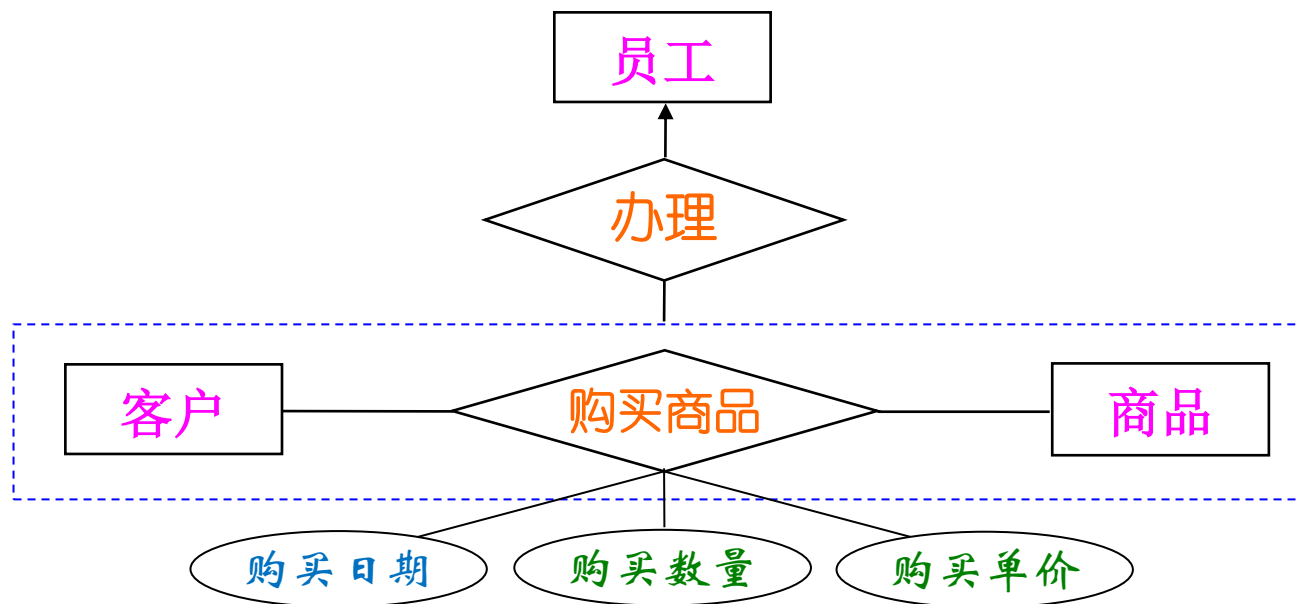 员工
办理
客户
购买商品
商品
购买日期
购买数量
购买单价